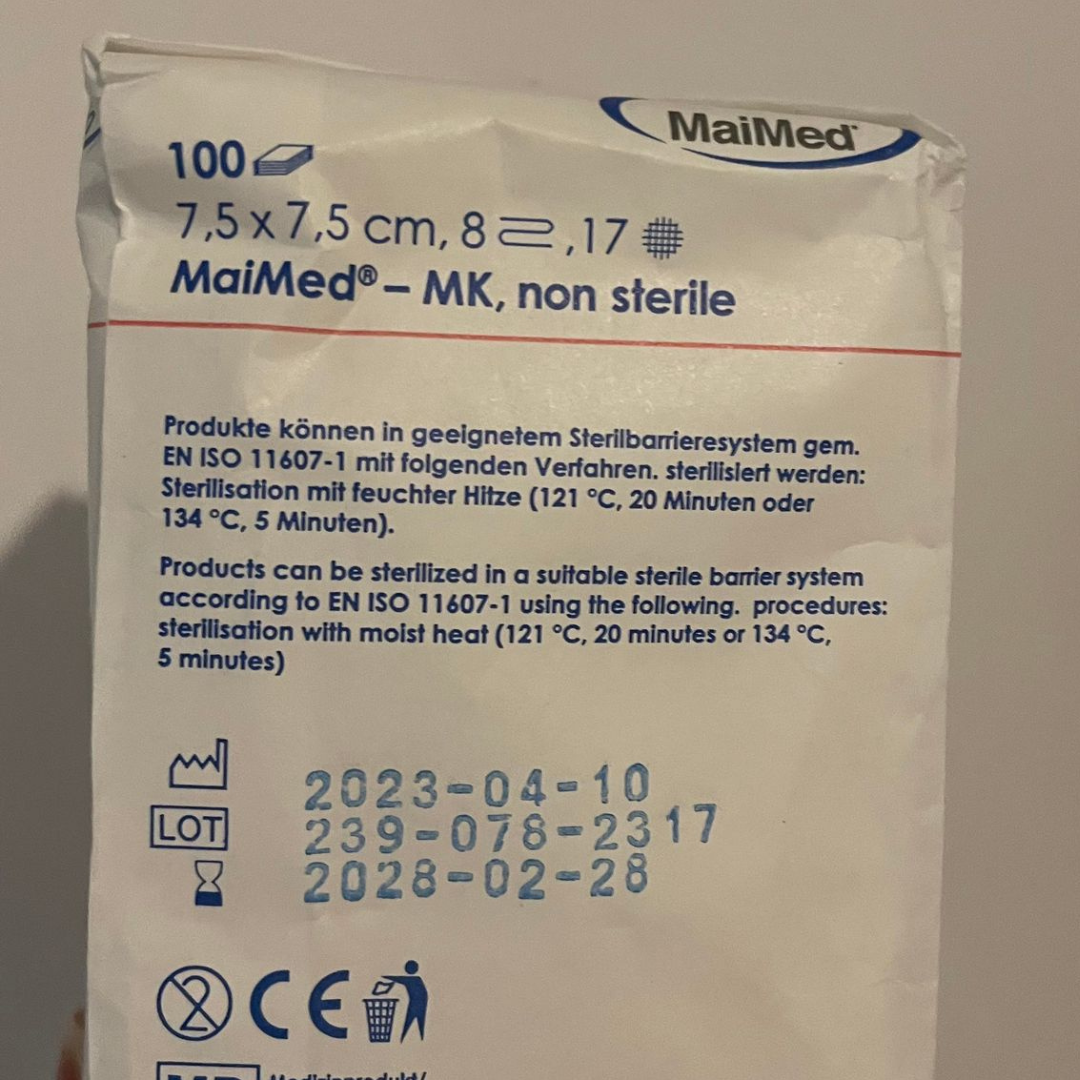 MaiMed
100
7,5 x 7,5 cm, 8 , 17
MaiMed® – MK, non sterile
Produkte können in geeignetem Sterilbarrieresystem gem.
EN ISO 11607-1 mit folgenden Verfahren. sterilisiert werden:
Sterilisation mit feuchter Hitze (121 °C, 20 Minuten oder
134 °C, 5 Minuten).
Products can be sterilized in a suitable sterile barrier system
according to EN ISO 11607-1 using the following. procedures:
sterilisation with moist heat (121 °C, 20 minutes or 134 °C,
5 minutes)
2023-04-10
LOT 239-078-2317
2028-02-28
2 CE
MD Medizinprodukt/